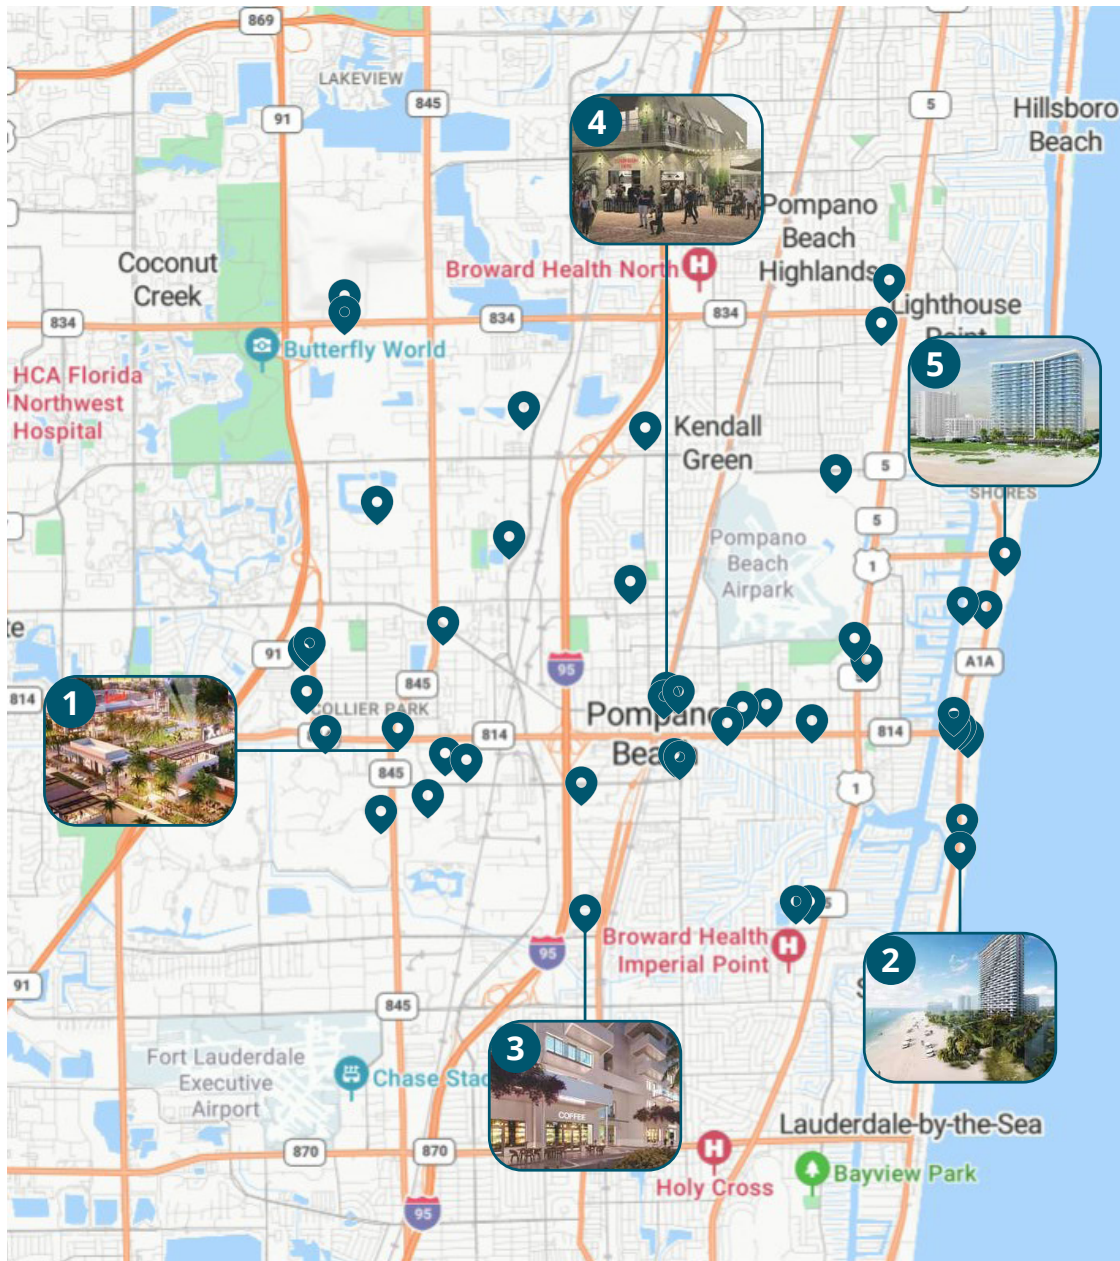 869
LAKEVIEW
845
91
5
Hillsboro
Beach
4
Pompano
Beach
Highlands
Coconut
Creek
Broward Health North
H
Lighthouse
834
834
834
Butterfly World
5
HCA Florida
Northwest
Hospital
Kendall
Green
5
SHORES
5
Pompano
Beach
Airpark
1
91
95
A1A
814
1
845
COLLIER PARK
814
Pompano
Beach
814
845
1
Broward Health
Imperial Point
H
95
2
91
845
3
COFFEE
Fort Lauderdale
Executive
Airport
Chase Stad
Lauderdale-by-the-Sea
870
870
H
Holy Cross
Bayview Park
95